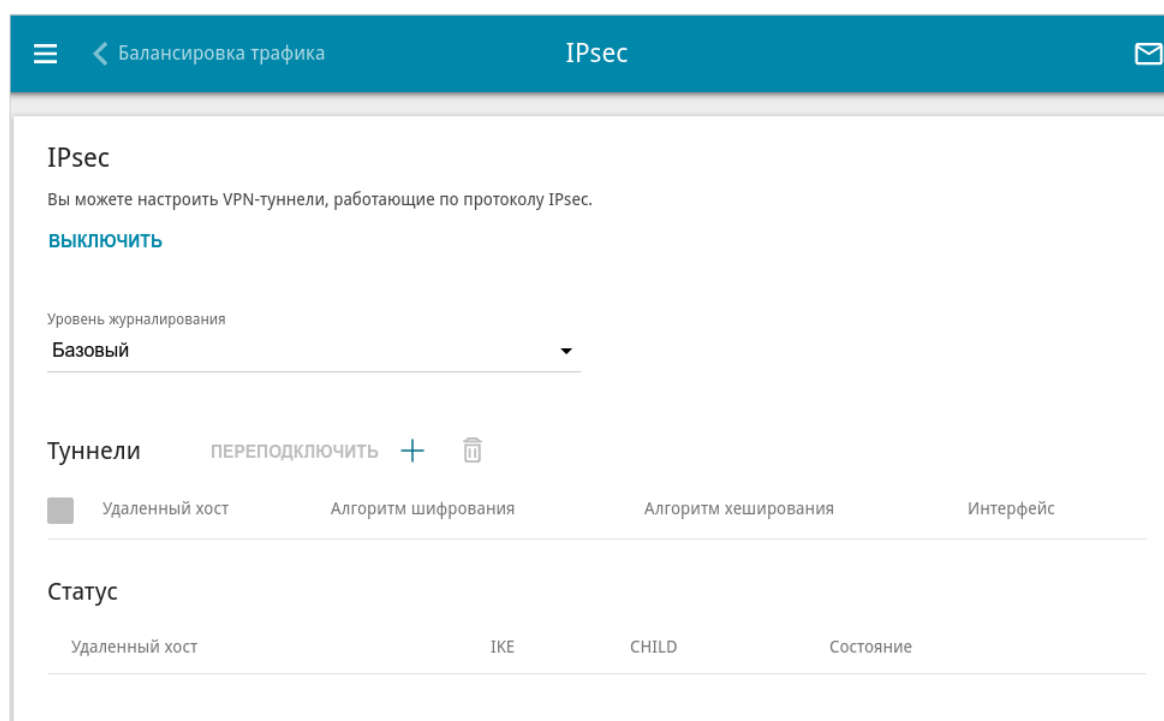 Балансировка трафика
IPsec
IPsec
Вы можете настроить VPN-туннели, работающие по протоколу IPsec.
ВЫКЛЮЧИТЬ
Уровень журналирования
Базовый
Туннели ПЕРЕПОДКЛЮЧИТЬ
Удаленный хост Алгоритм шифрования Алгоритм хеширования Интерфейс
Статус
Удаленный хост IKE CHILD Состояние